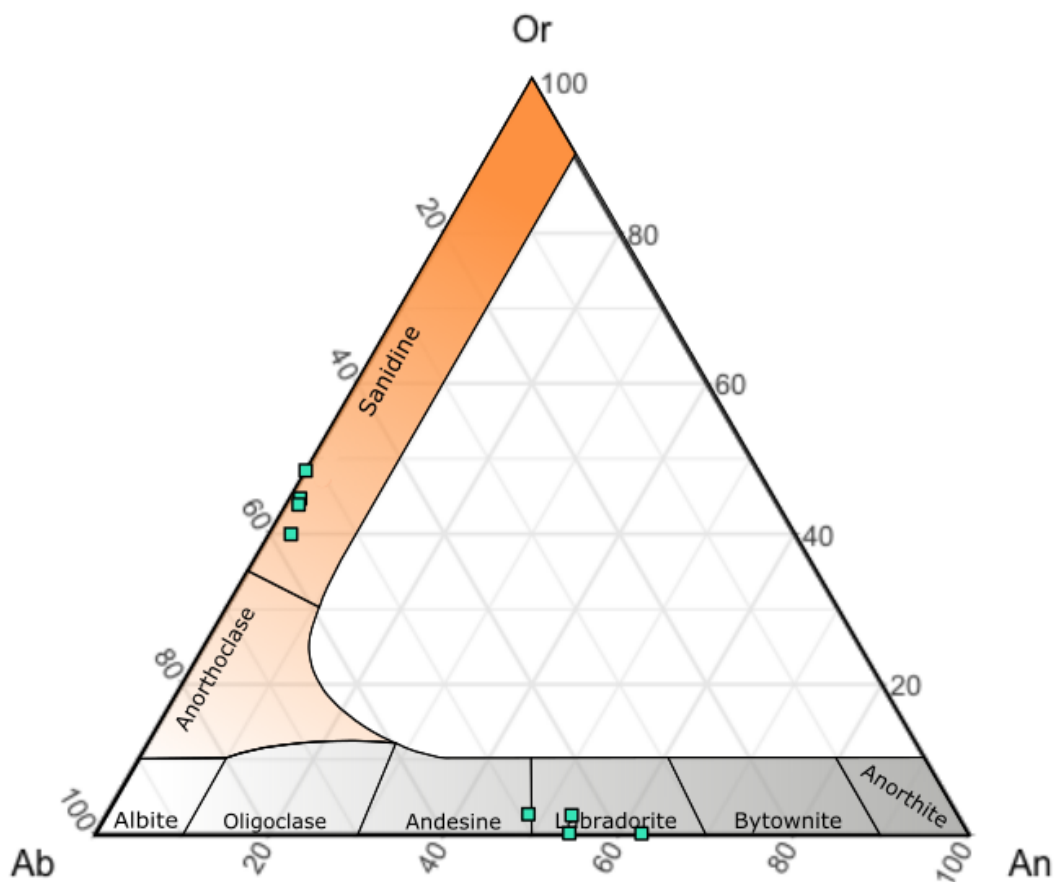 Or
100
20
80
Sanidine
40
60
60
40
Anorthoclase
80
20
Anorthite
100
Albite
Oligoclase
Andesine
Labradorite
Bytownite
Ab
20
40
60
80
100
An